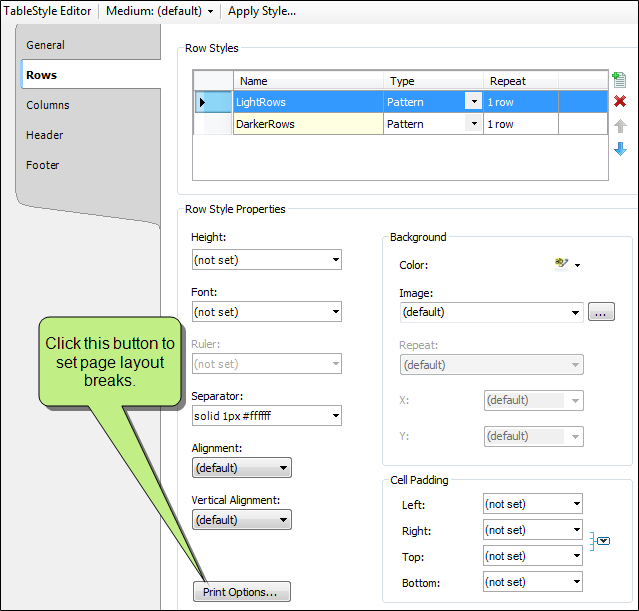 TableStyle Editor Medium: (default) Apply Style...
General
Rows
Columns
Header
Footer
Row Styles
Name Type Repeat
LightRows Pattern 1 row
DarkerRows Pattern 1 row
Row Style Properties
Height:
(not set)
Font:
(not set)
Ruler:
(not set)
Separator:
solid 1px #ffffff
Alignment:
(default)
Vertical Alignment:
(default)
Print Options...
Click this button to
set page layout
breaks.
Background
Color:
Image:
(default) ...
Repeat:
(default)
X: (default)
Y: (default)
Cell Padding
Left: (not set)
Right: (not set)
Top: (not set)
Bottom: (not set)